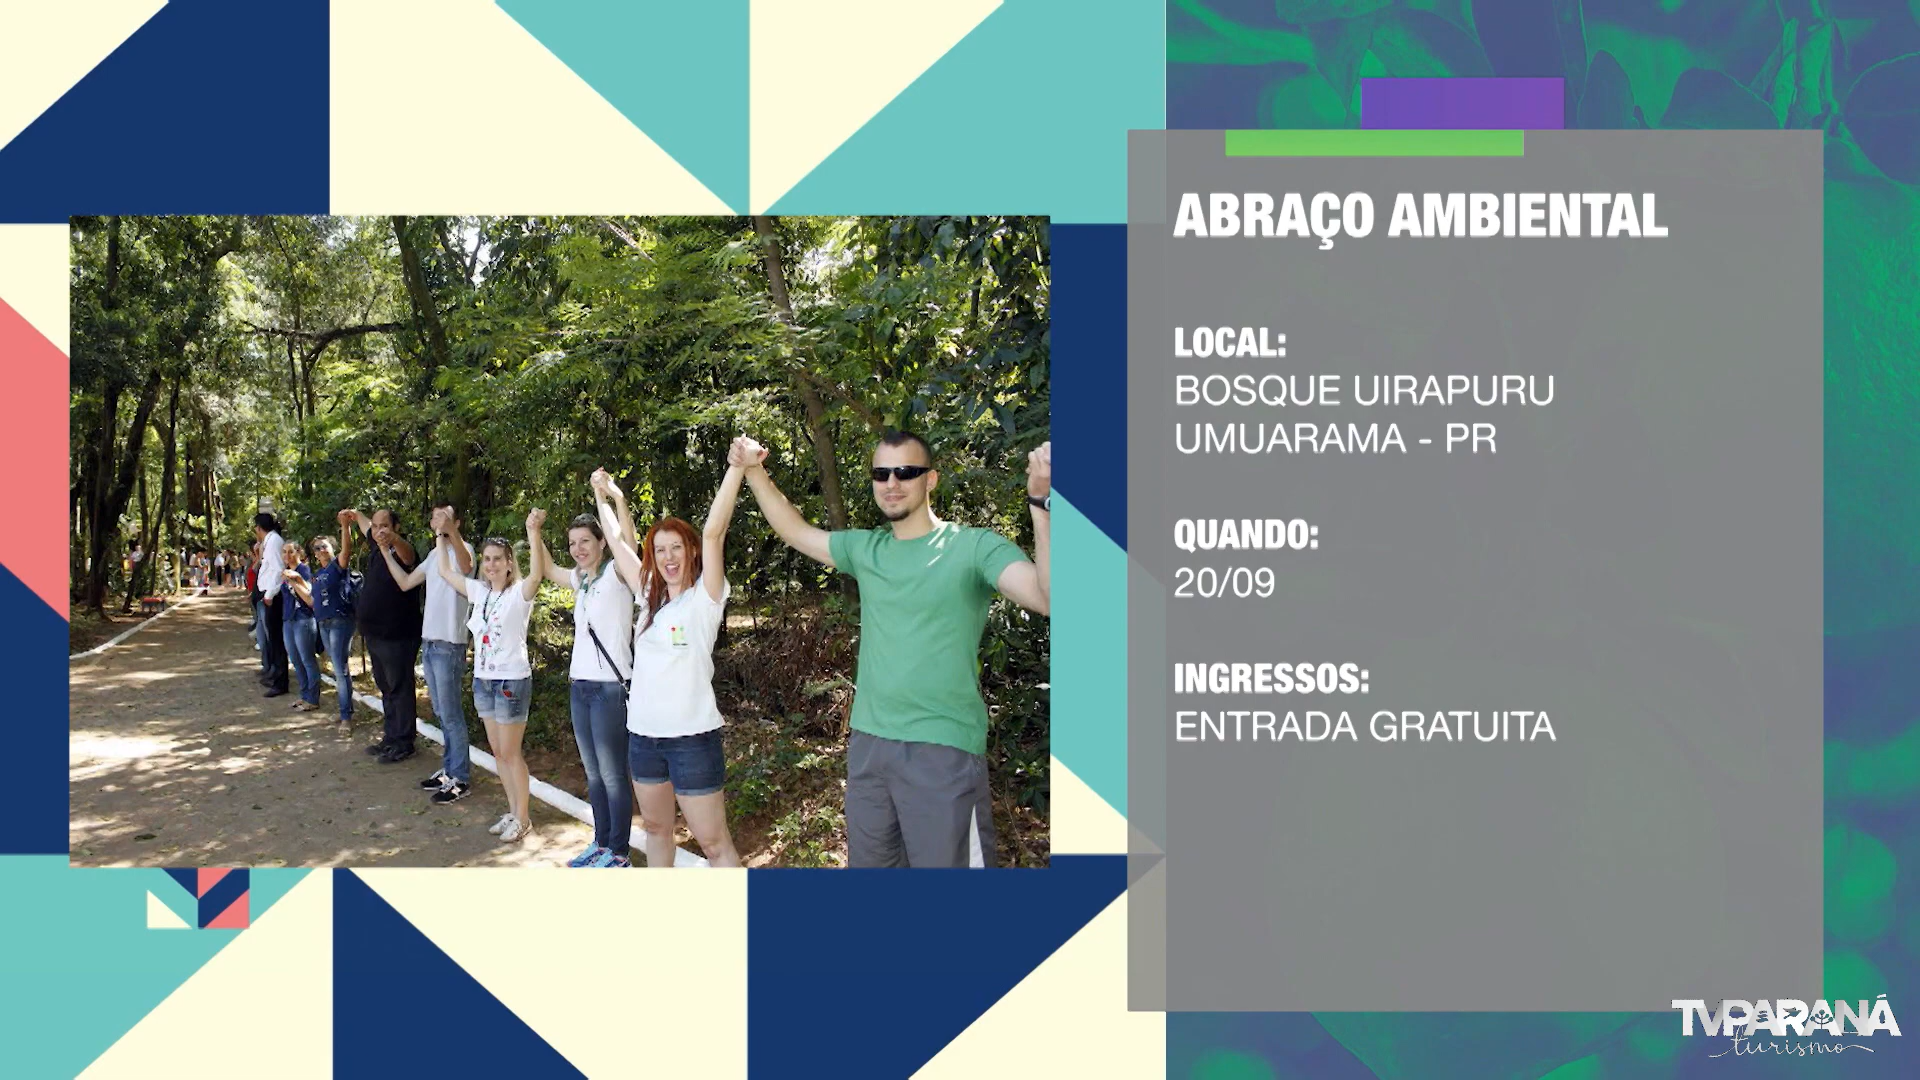 ABRAÇO AMBIENTAL
LOCAL:
BOSQUE UIRAPURU
UMUARAMA - PR
QUANDO:
20/09
INGRESSOS:
ENTRADA GRATUITA
TVPARANÁ
turismo